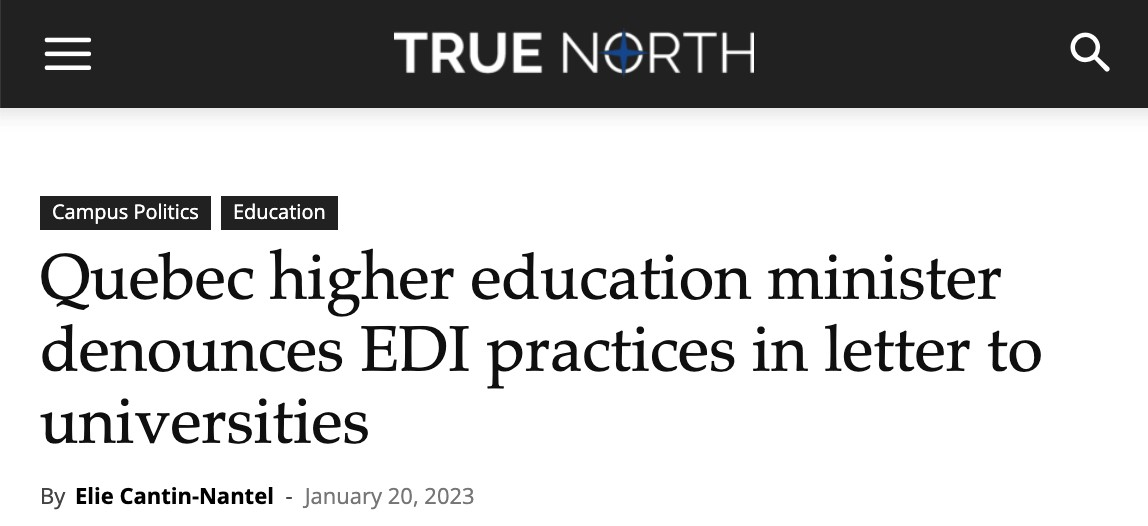 TRUE NORTH
Campus Politics Education
Quebec higher education minister
denounces EDI practices in letter to
universities
By Elie Cantin-Nantel - January 20, 2023